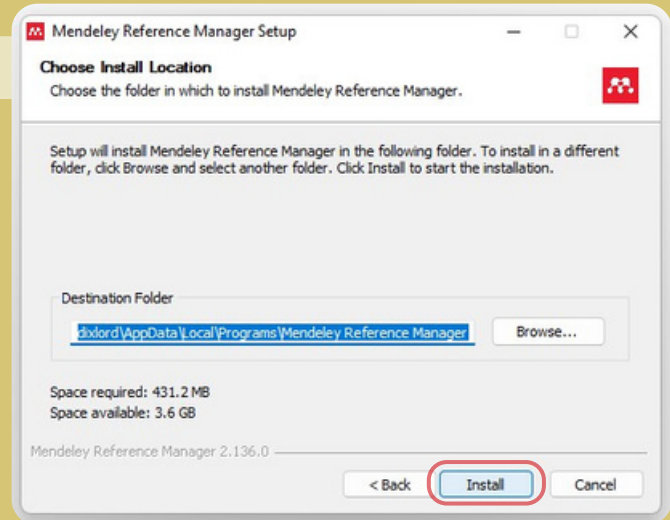 Mendeley Reference Manager Setup
Choose Install Location
Choose the folder in which to install Mendeley Reference Manager.
Setup will install Mendeley Reference Manager in the following folder. To install in a different
folder, click Browse and select another folder. Click Install to start the installation.
Destination Folder
dixlord\AppData\Local\Programs\Mendeley Reference Manager
Browse...
Space required: 431.2 MB
Space available: 3.6 GB
Mendeley Reference Manager 2.136.0
< Back Install Cancel